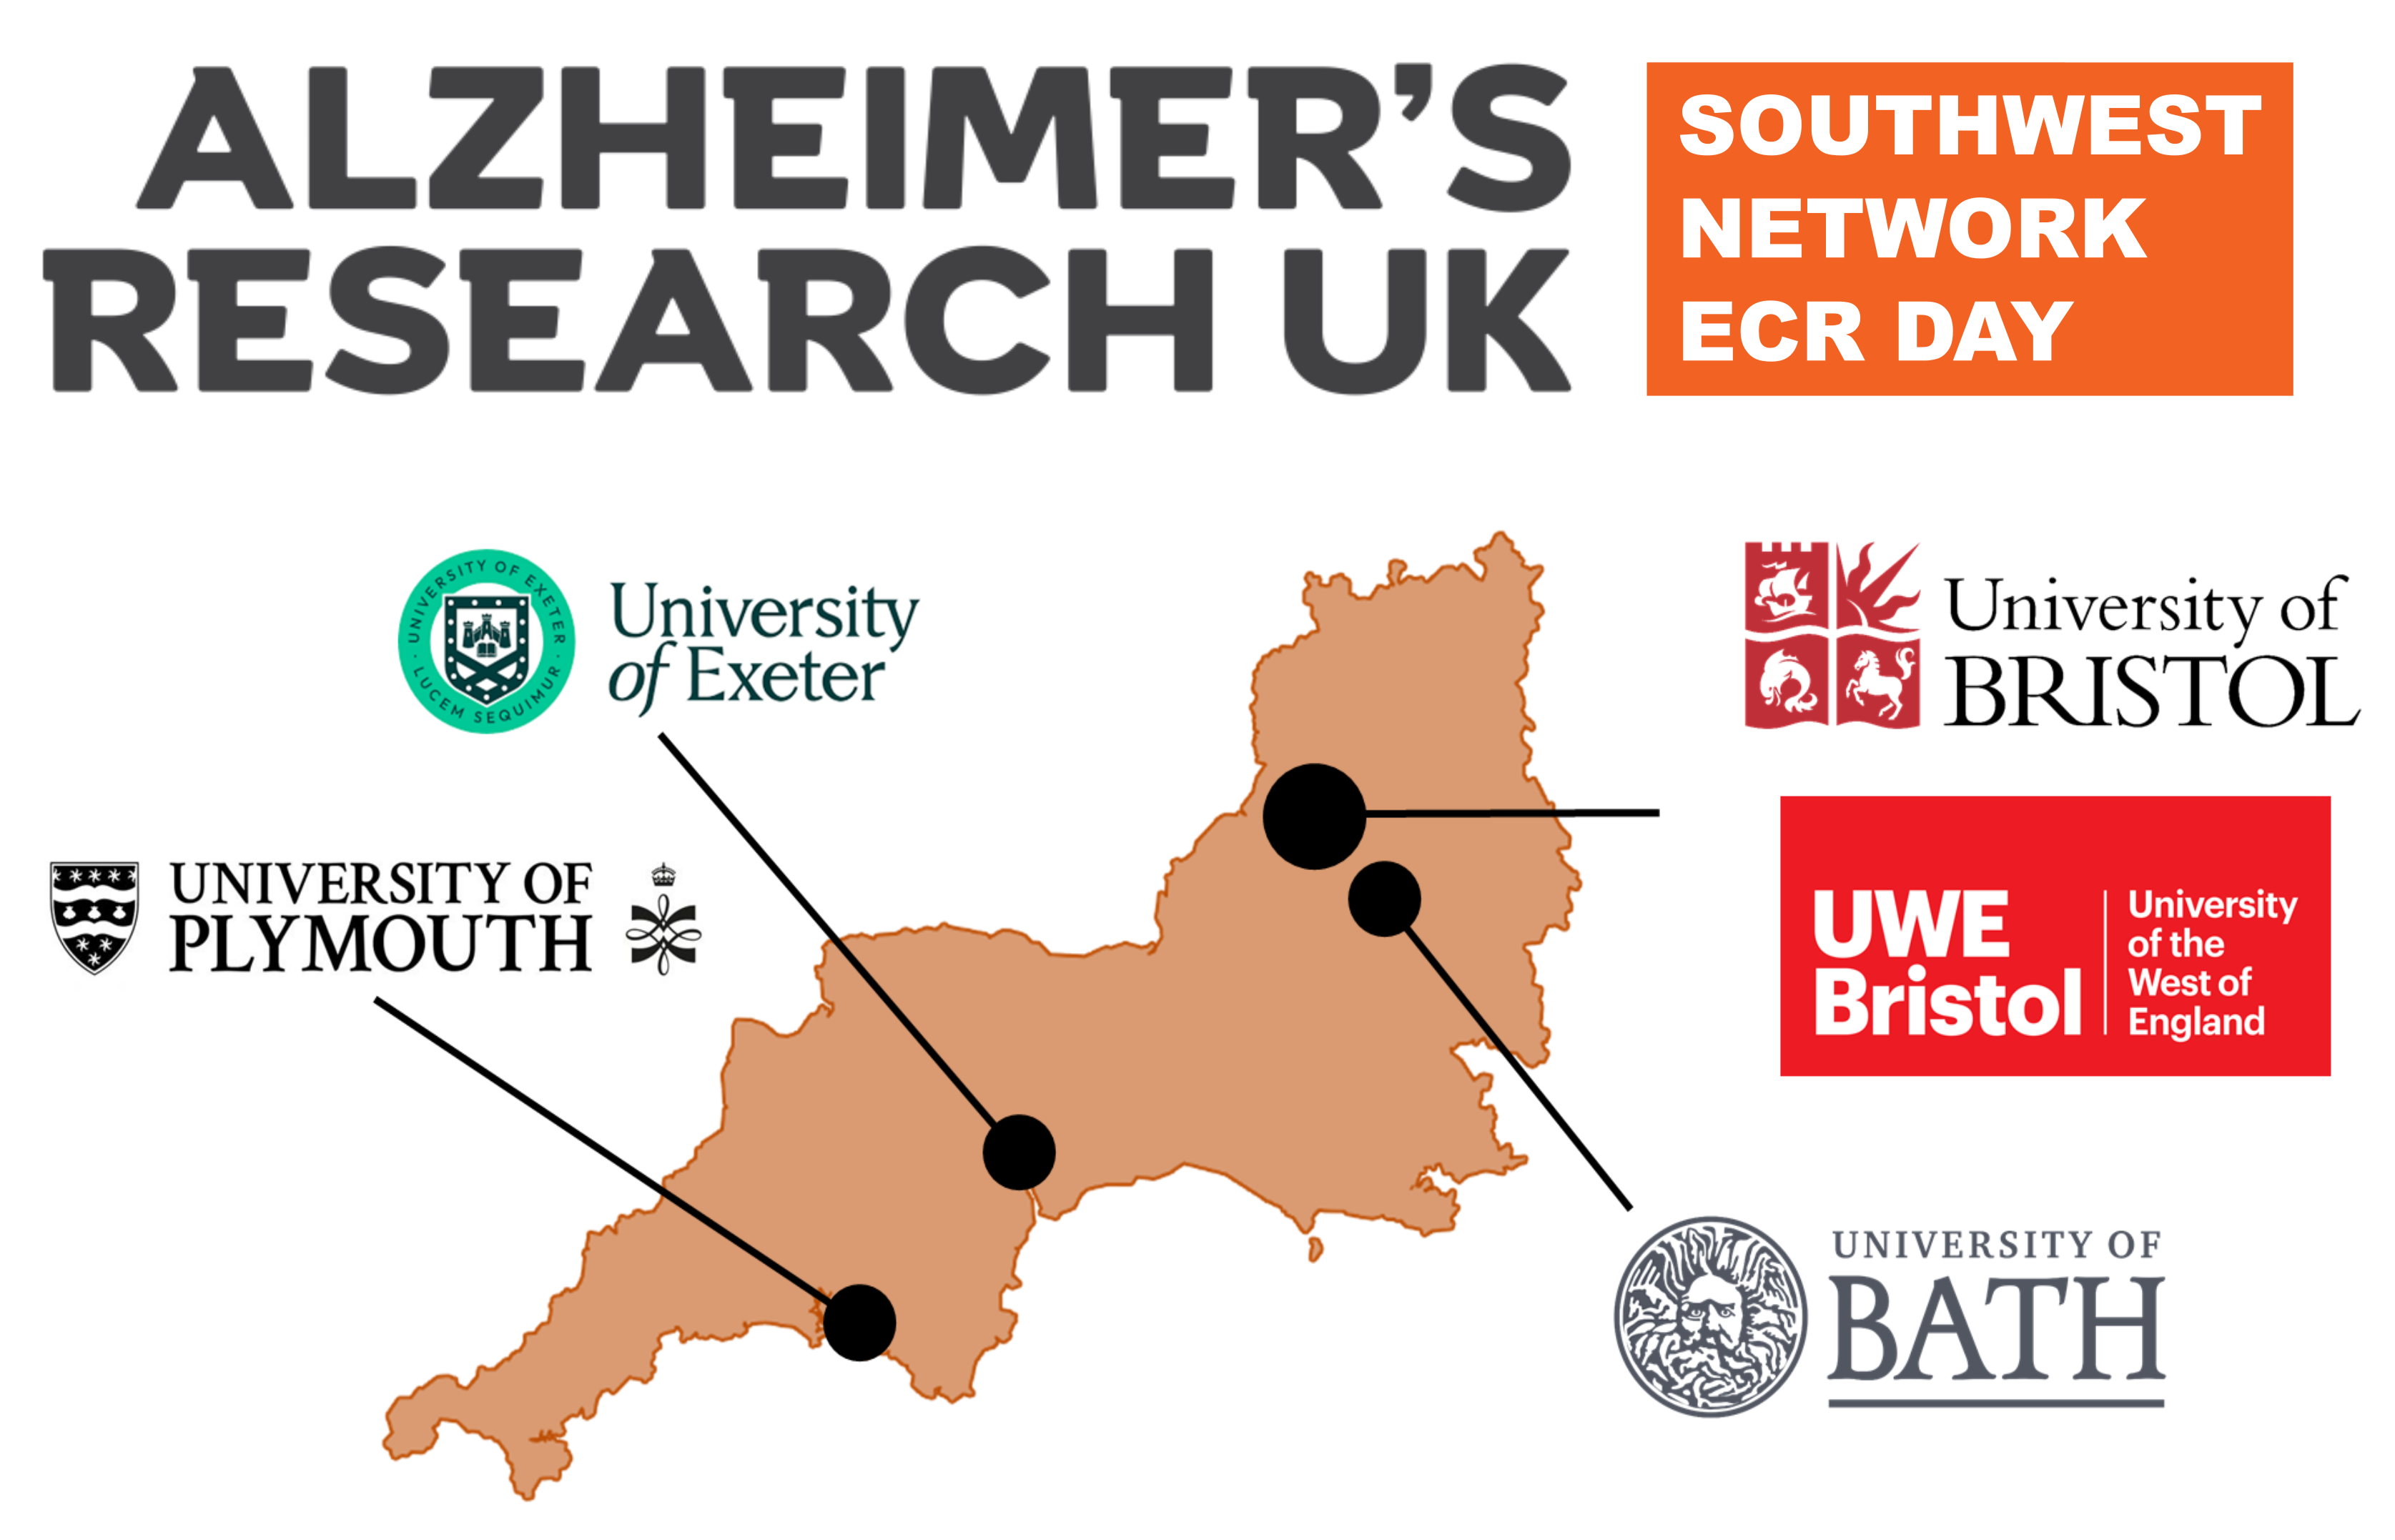 ALZHEIMER’S
RESEARCH UK
SOUTHWEST
NETWORK
ECR DAY
UNIVERSITY OF EXETER
LUCEM SEQUIMUR
University
of Exeter
University of
BRISTOL
UNIVERSITY OF
PLYMOUTH
UWE
Bristol
University
of the
West of
England
UNIVERSITY OF
BATH